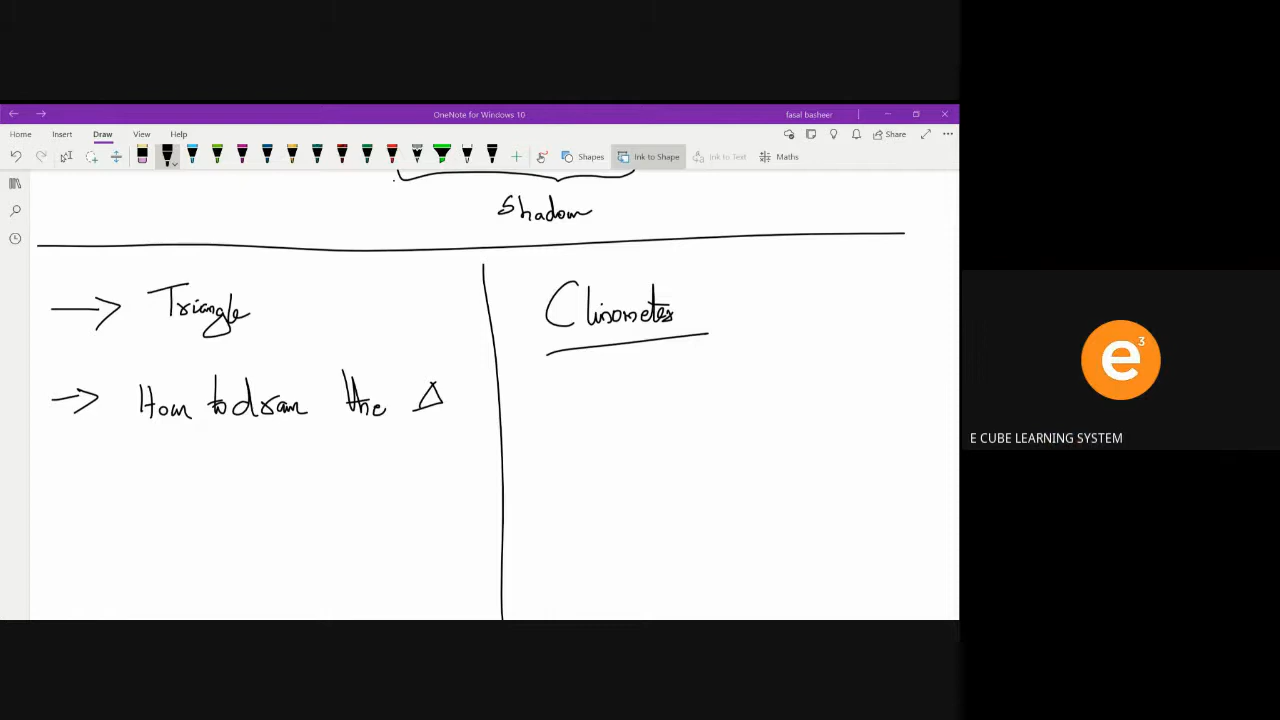 OneNote for Windows 10
fasal basheer
Home Insert Draw View Help
Share
Shapes Ink to Shape Ink to Text Maths
Shadow
Triangle
Clinometer
How to draw the Δ
e3
E CUBE LEARNING SYSTEM